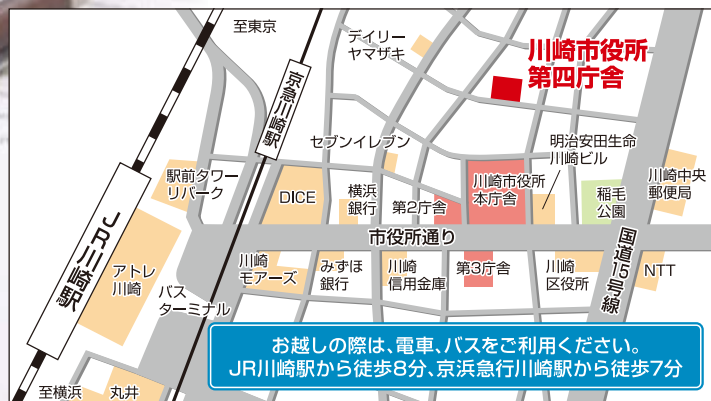 至東京
デイリー
ヤマザキ
川崎市役所
第四庁舎
京急川崎駅
セブンイレブン
明治安田生命
川崎ビル
駅前タワー
リバーク
DICE
横浜
銀行
第2庁舎
川崎市役所
本庁舎
稲毛
公園
川崎中央
郵便局
市役所通り
JR川崎駅
アトレ
川崎
バス
ターミナル
川崎
モアーズ
みずほ
銀行
川崎
信用金庫
第3庁舎
川崎
区役所
国道15号線
NTT
お越しの際は、電車、バスをご利用ください。
JR川崎駅から徒歩8分、京浜急行川崎駅から徒歩7分
至横浜
丸井